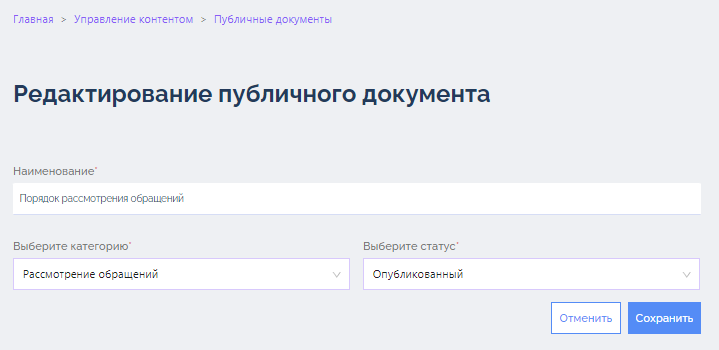 Главная > Управление контентом > Публичные документы
Редактирование публичного документа
Наименование*
Порядок рассмотрения обращений
Выберите категорию* Выберите статус*
Рассмотрение обращений Опубликованный
Отменить Сохранить